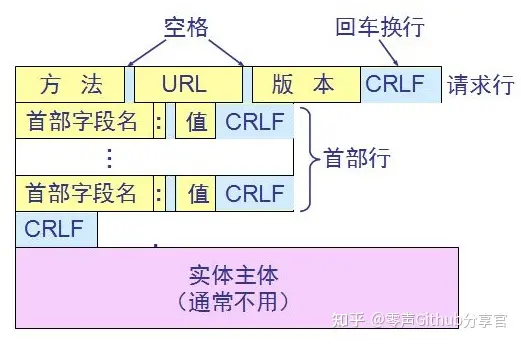 空格 回车换行
方 法 URL 版 本 CRLF 请求行
首部字段名 : 值 CRLF
⋮ 首部行
首部字段名 : 值 CRLF
CRLF
实体主体
（通常不用）
知乎 @零声Github分享官